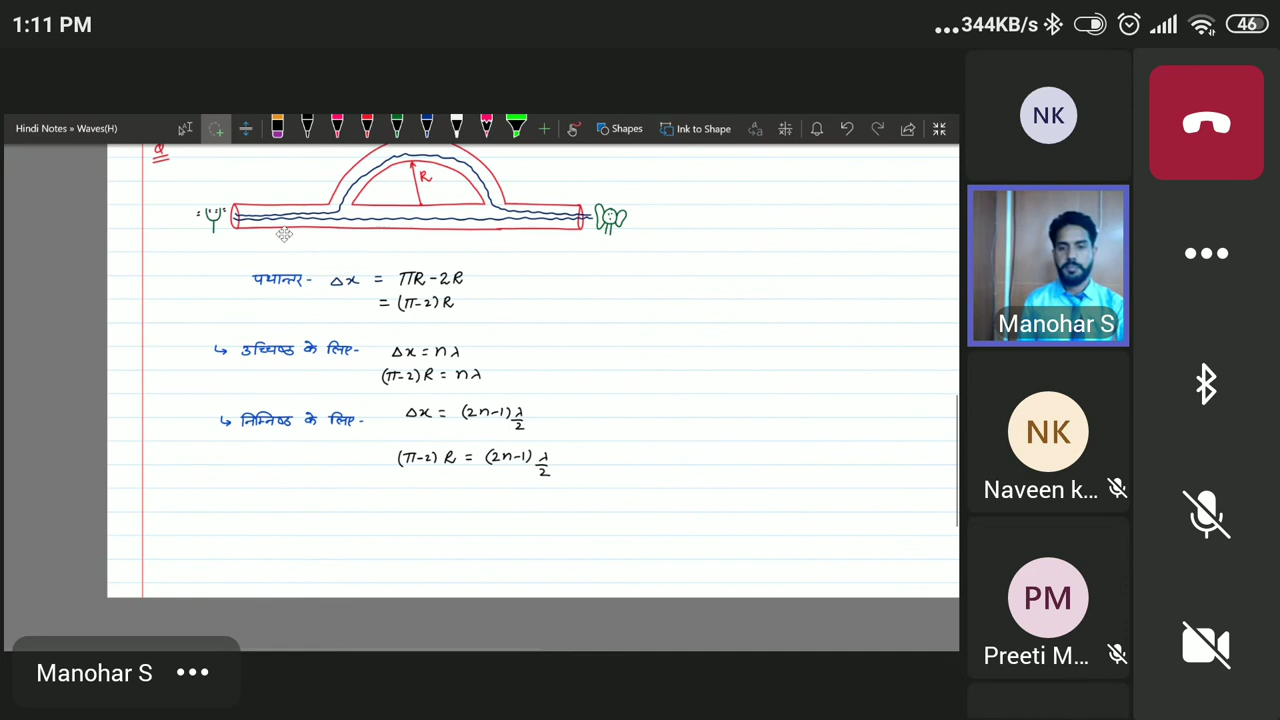 1:11 PM
...344KB/s
46
Hindi Notes » Waves(H)
Shapes
Ink to Shape
Q
R
पथान्तर- Δx = πR-2R
= (π-2)R
↳ उच्चिष्ठ के लिए- Δx = nλ
(π-2)R = nλ
↳ निम्निष्ठ के लिए- Δx = (2n-1)λ/2
(π-2) R = (2n-1) λ/2
NK
Manohar S
NK
Naveen k...
PM
Preeti M...
Manohar S